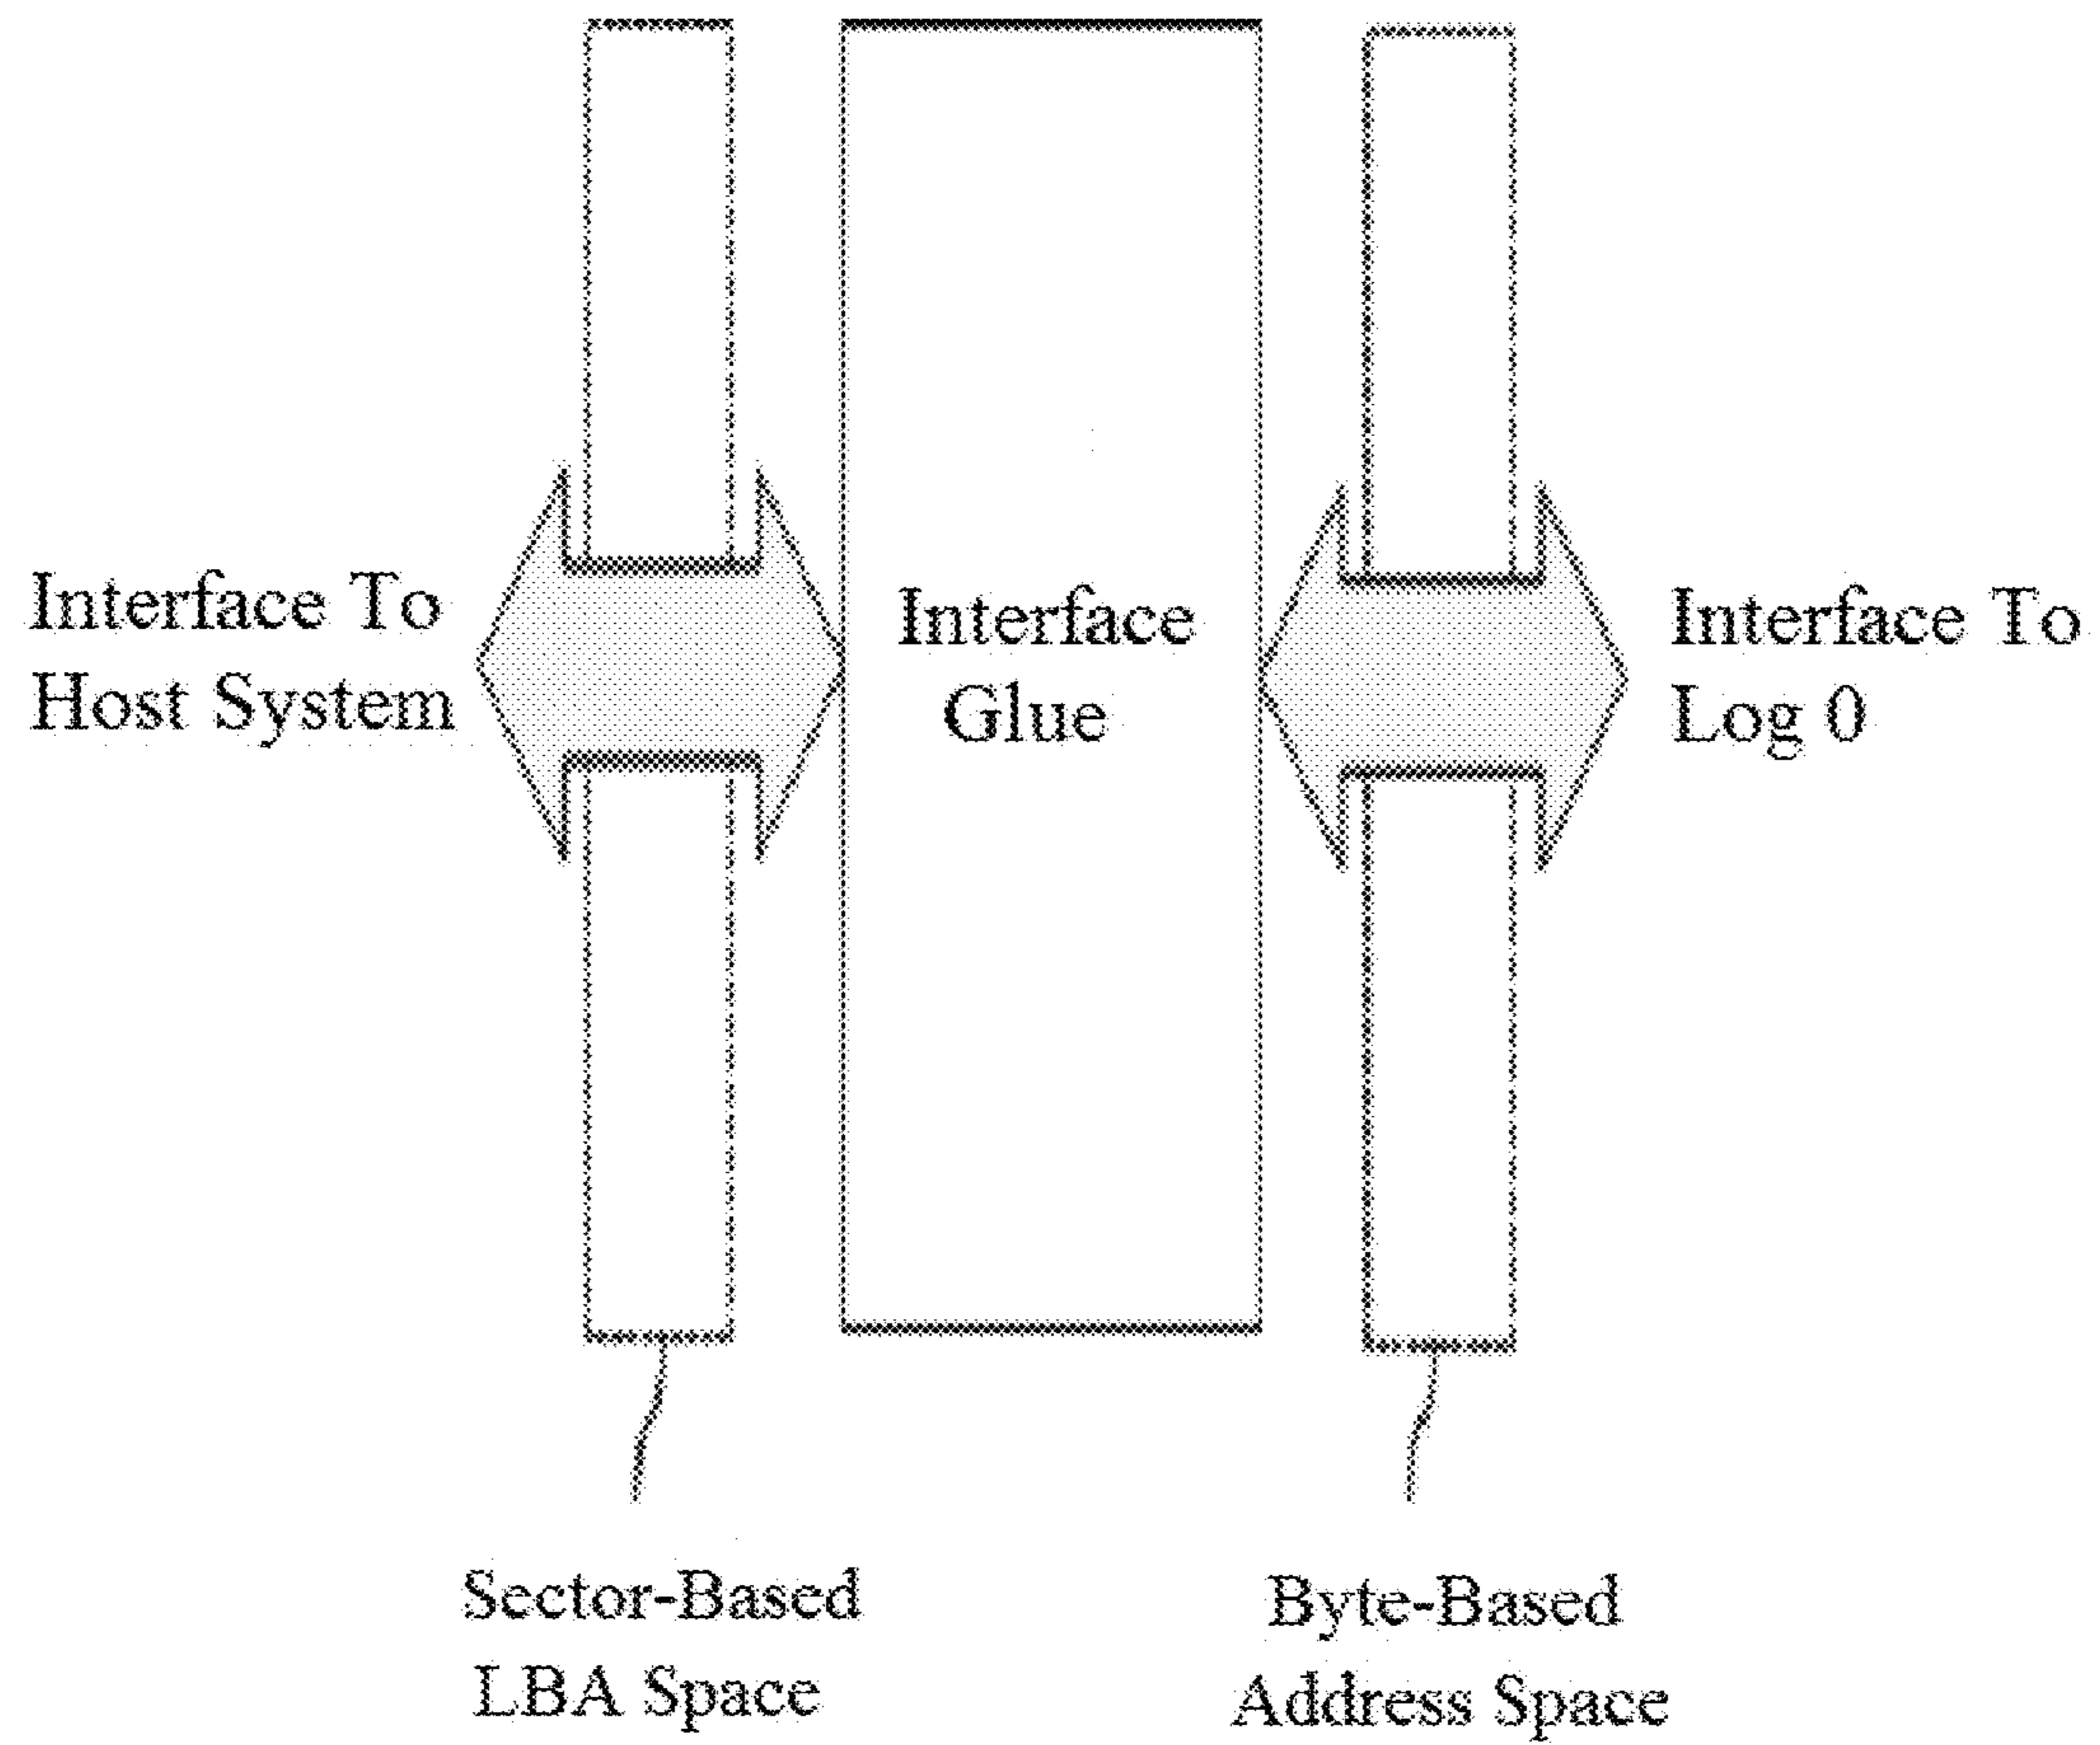 Interface To
Host System
Interface
Glue
Interface To
Log 0
Sector-Based
LBA Space
Byte-Based
Address Space